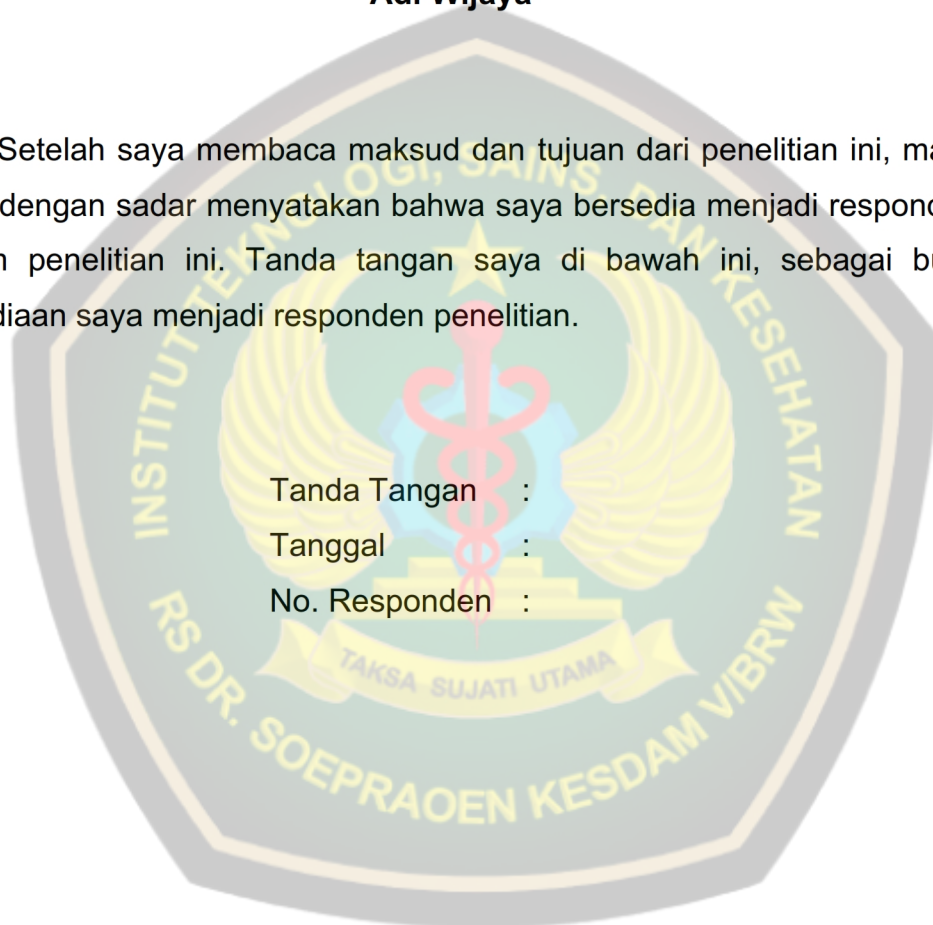 Adi Wijaya
Setelah saya membaca maksud dan tujuan dari penelitian ini, ma
dengan sadar menyatakan bahwa saya bersedia menjadi respond
penelitian ini. Tanda tangan saya di bawah ini, sebagai bu
diaan saya menjadi responden penelitian.
Tanda Tangan :
Tanggal :
No. Responden :
INSTITUT TEKNOLOGI, SAINS, DAN KESEHATAN
RS DR. SOEPRAOEN KESDAM V/BRW
TAKSA SUJATI UTAMA